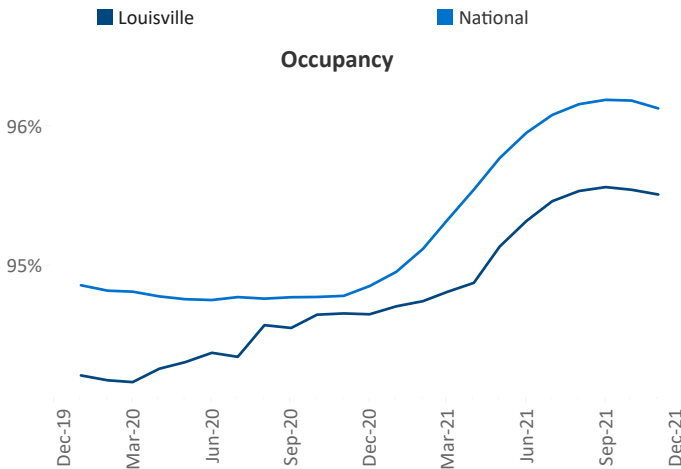 Louisville National
Occupancy
96%
95%
Dec-19 Mar-20 Jun-20 Sep-20 Dec-20 Mar-21 Jun-21 Sep-21 Dec-21